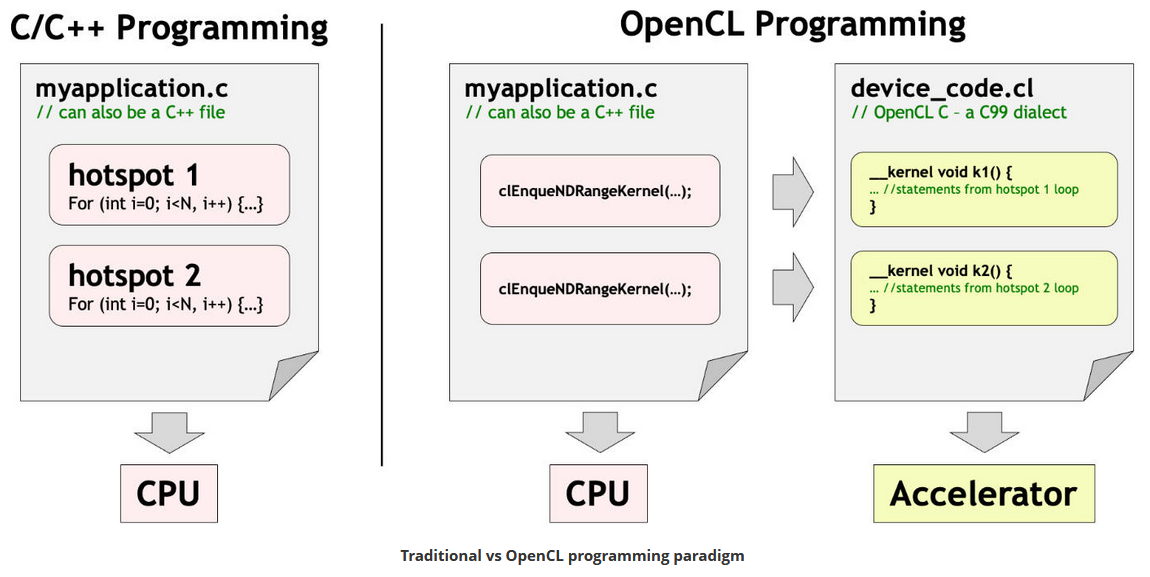 C/C++ Programming
myapplication.c
// can also be a C++ file
hotspot 1
For (int i=0; i<N, i++) {...}
hotspot 2
For (int i=0; i<N, i++) {...}
CPU
OpenCL Programming
myapplication.c
// can also be a C++ file
clEnqueNDRangeKernel(...);
clEnqueNDRangeKernel(...);
CPU
device_code.cl
// OpenCL C – a C99 dialect
__kernel void k1() {
... //statements from hotspot 1 loop
}
__kernel void k2() {
... //statements from hotspot 2 loop
}
Accelerator
Traditional vs OpenCL programming paradigm